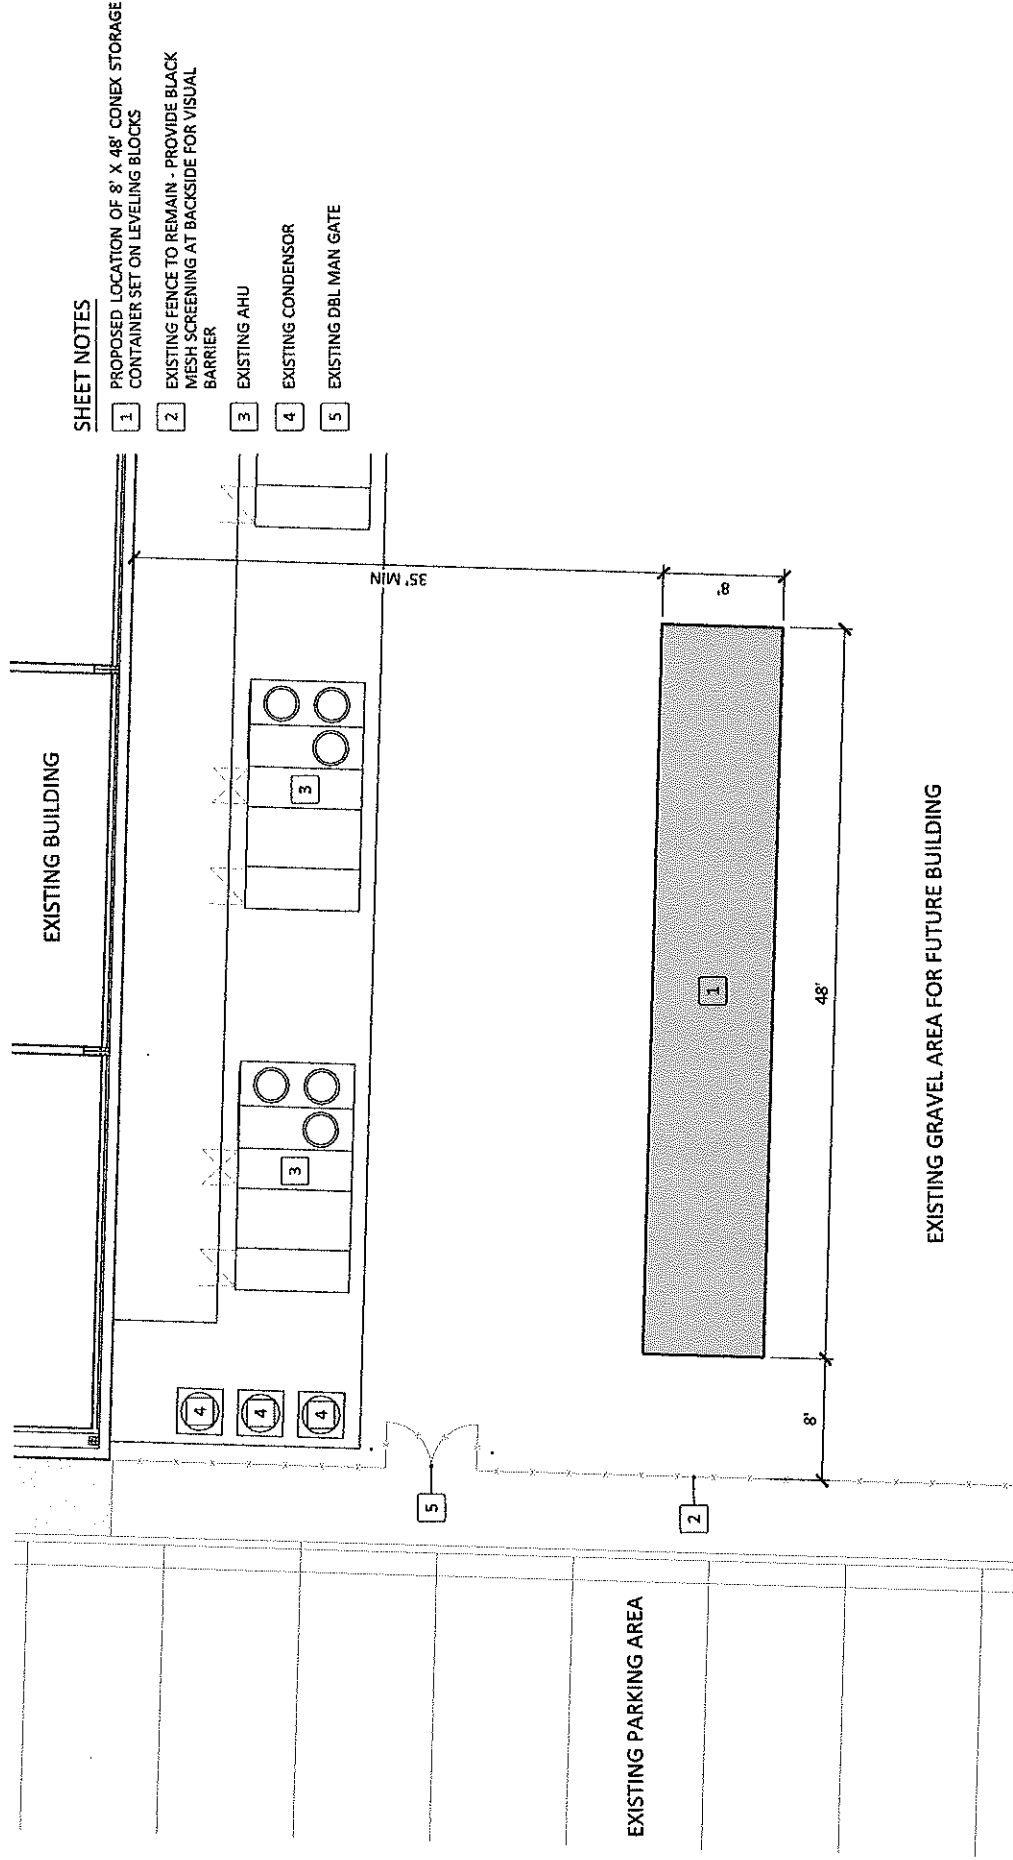 SHEET NOTES
1 PROPOSED LOCATION OF 8' X 48' CONEX STORAGE
CONTAINER SET ON LEVELING BLOCKS
2 EXISTING FENCE TO REMAIN - PROVIDE BLACK
MESH SCREENING AT BACKSIDE FOR VISUAL
BARRIER
3 EXISTING AHU
4 EXISTING CONDENSOR
5 EXISTING DBL MAN GATE
EXISTING BUILDING
35' MIN
8'
3
3
4
4
4
1
48'
8'
5
2
EXISTING GRAVEL AREA FOR FUTURE BUILDING
EXISTING PARKING AREA